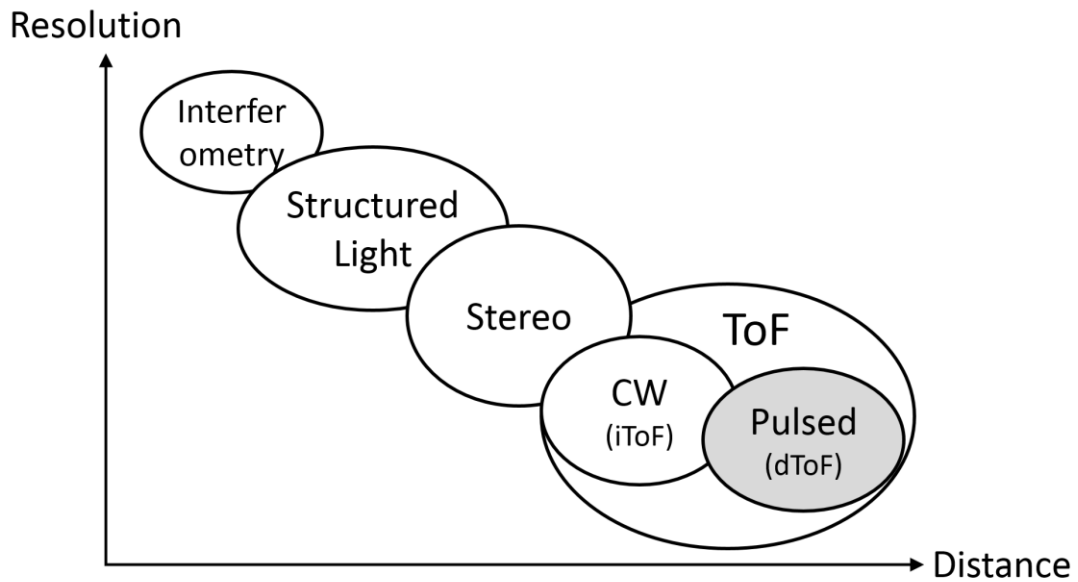 Resolution
Interfer
ometry
Structured
Light
Stereo
ToF
CW
(iToF)
Pulsed
(dToF)
Distance